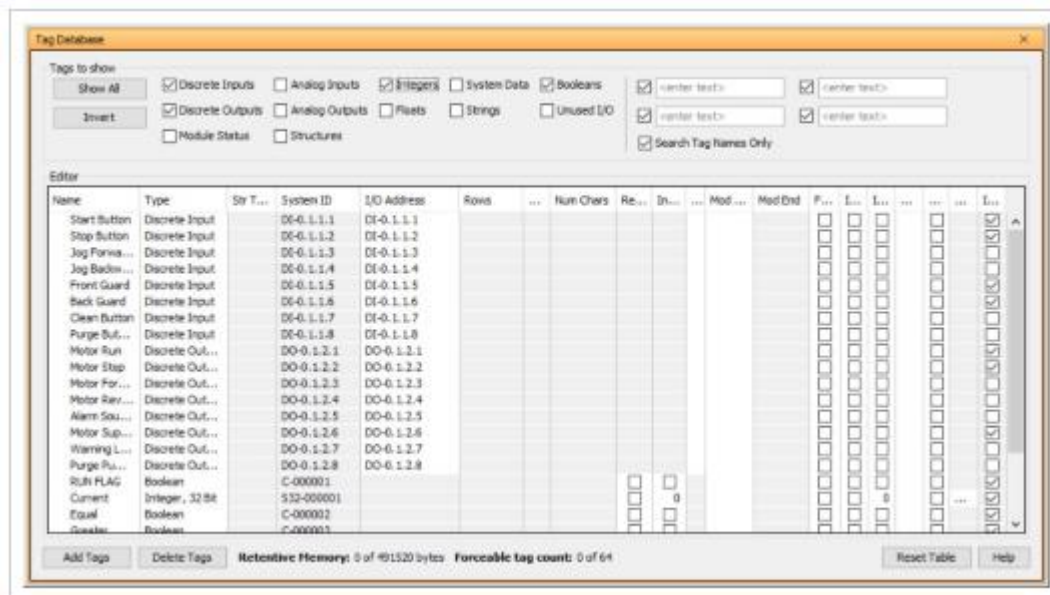 Tag Database
Tags to show
Show All
Discrete Inputs Analog Inputs Integers System Data Booleans <enter text> <enter text>
Invert
Discrete Outputs Analog Outputs Floats Strings Unused I/O <enter text> <enter text>
Module Status Structures Search Tag Names Only
Editor
Name Type Str T... System ID I/O Address Rows ... Num Chars Re... In... ... Mod ... Mod End F... I... I... ... ... ... I...
Start Button Discrete Input DI-0.1.1.1 DI-0.1.1.1
Stop Button Discrete Input DI-0.1.1.2 DI-0.1.1.2
Jog Forwa... Discrete Input DI-0.1.1.3 DI-0.1.1.3
Jog Backw... Discrete Input DI-0.1.1.4 DI-0.1.1.4
Front Guard Discrete Input DI-0.1.1.5 DI-0.1.1.5
Back Guard Discrete Input DI-0.1.1.6 DI-0.1.1.6
Clean Button Discrete Input DI-0.1.1.7 DI-0.1.1.7
Purge But... Discrete Input DI-0.1.1.8 DI-0.1.1.8
Motor Run Discrete Out... DO-0.1.2.1 DO-0.1.2.1
Motor Stop Discrete Out... DO-0.1.2.2 DO-0.1.2.2
Motor For... Discrete Out... DO-0.1.2.3 DO-0.1.2.3
Motor Rev... Discrete Out... DO-0.1.2.4 DO-0.1.2.4
Alarm Sou... Discrete Out... DO-0.1.2.5 DO-0.1.2.5
Motor Sup... Discrete Out... DO-0.1.2.6 DO-0.1.2.6
Warning L... Discrete Out... DO-0.1.2.7 DO-0.1.2.7
Purge Pu... Discrete Out... DO-0.1.2.8 DO-0.1.2.8
RUN FLAG Boolean C-000001
Current Integer, 32 Bit S32-000001 0 0 ...
Equal Boolean C-000002
Greater Boolean C-000003
Add Tags Delete Tags Retentive Memory: 0 of 491520 bytes Forceable tag count: 0 of 64 Reset Table Help